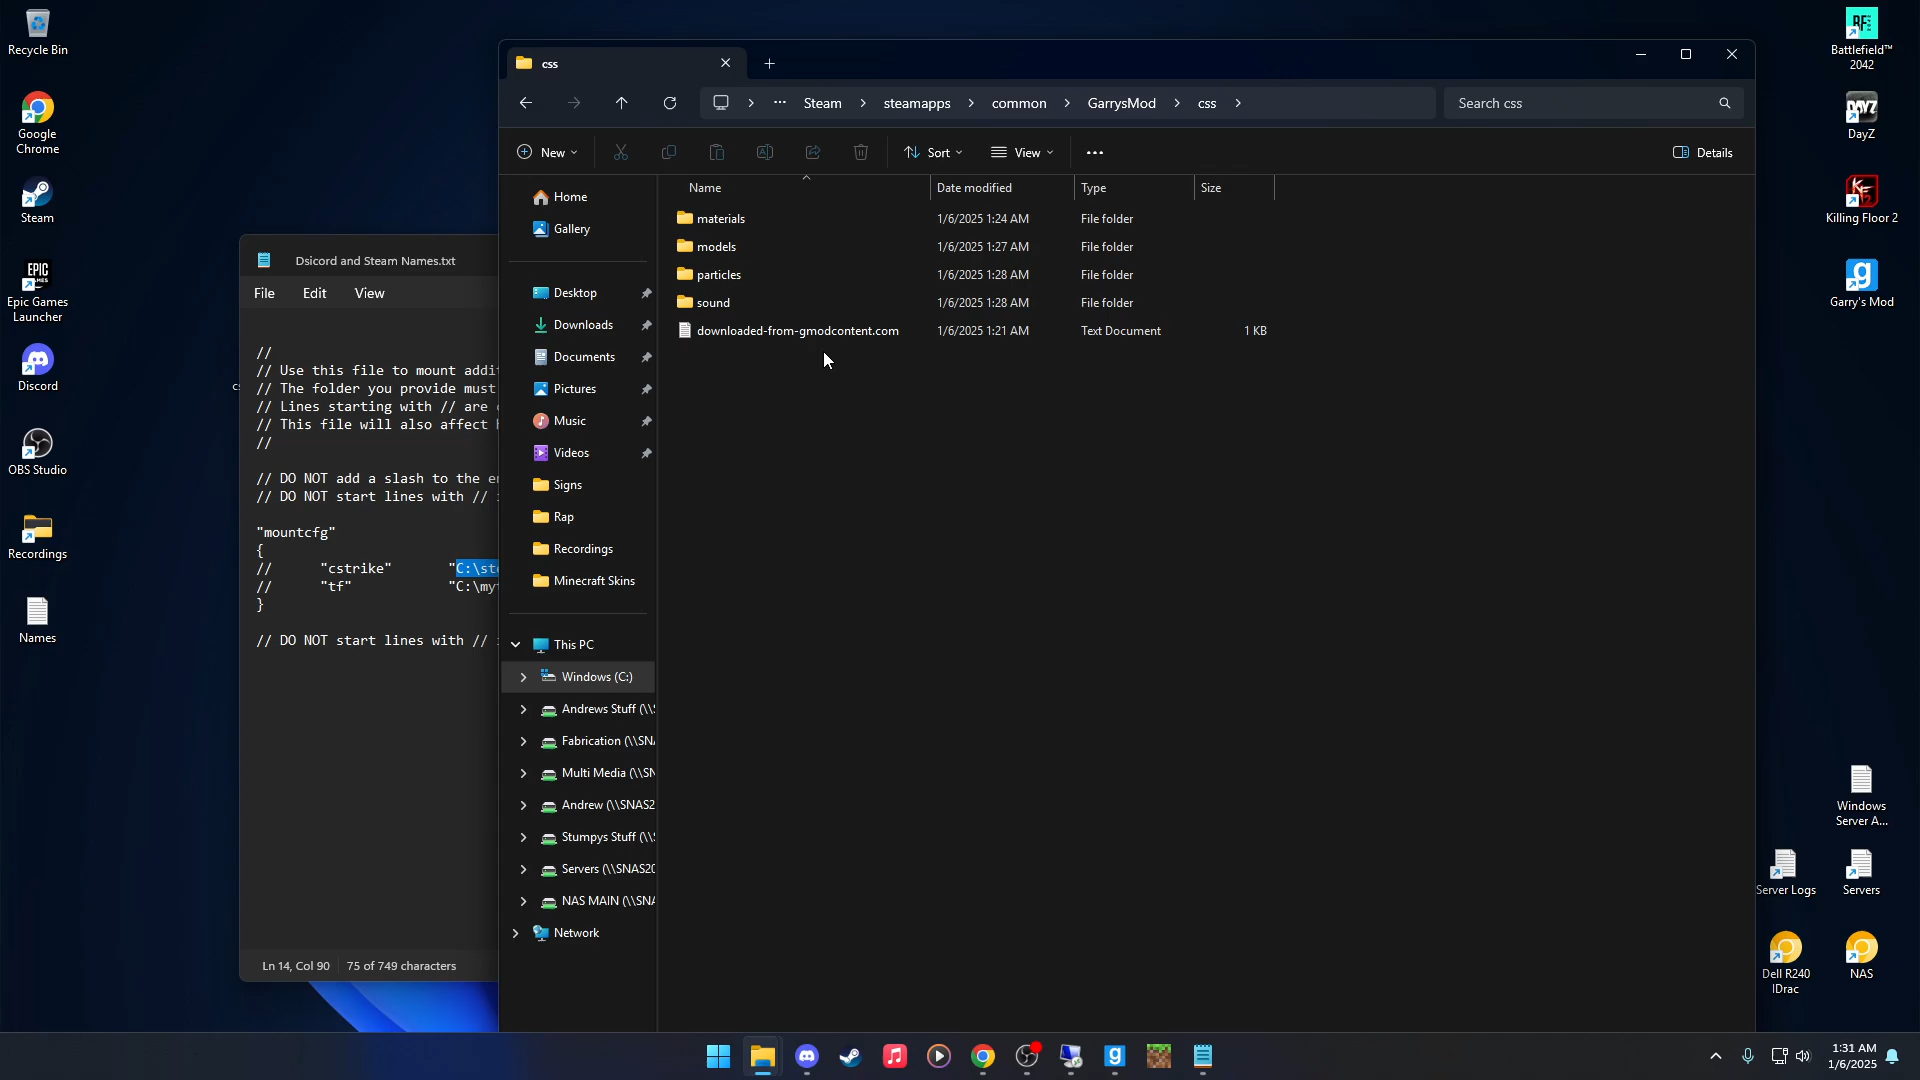 Recycle Bin
Google
Chrome
Steam
Epic Games
Launcher
Discord
OBS Studio
Recordings
Names
Dsicord and Steam Names.txt
File
Edit
View
//
// Use this file to mount addi
// The folder you provide must
// Lines starting with // are
// This file will also affect
//
// DO NOT add a slash to the e
// DO NOT start lines with //
"mountcfg"
{
// "cstrike" "C:\ste
// "tf" "C:\myt
}
// DO NOT start lines with //
Ln 14, Col 90
75 of 749 characters
css
Steam
steamapps
common
GarrysMod
css
Search css
New
Sort
View
Details
Name
Date modified
Type
Size
materials 1/6/2025 1:24 AM File folder
models 1/6/2025 1:27 AM File folder
particles 1/6/2025 1:28 AM File folder
sound 1/6/2025 1:28 AM File folder
downloaded-from-gmodcontent.com 1/6/2025 1:21 AM Text Document 1 KB
Home
Gallery
Desktop
Downloads
Documents
Pictures
Music
Videos
Signs
Rap
Recordings
Minecraft Skins
This PC
Windows (C:)
Andrews Stuff (\\S
Fabrication (\\SNA
Multi Media (\\SN
Andrew (\\SNAS2
Stumpys Stuff (\\S
Servers (\\SNAS20
NAS MAIN (\\SNA
Network
Battlefield™
2042
DayZ
Killing Floor 2
Garry's Mod
Windows
Server A...
Server Logs
Servers
Dell R240
IDrac
NAS
1:31 AM
1/6/2025